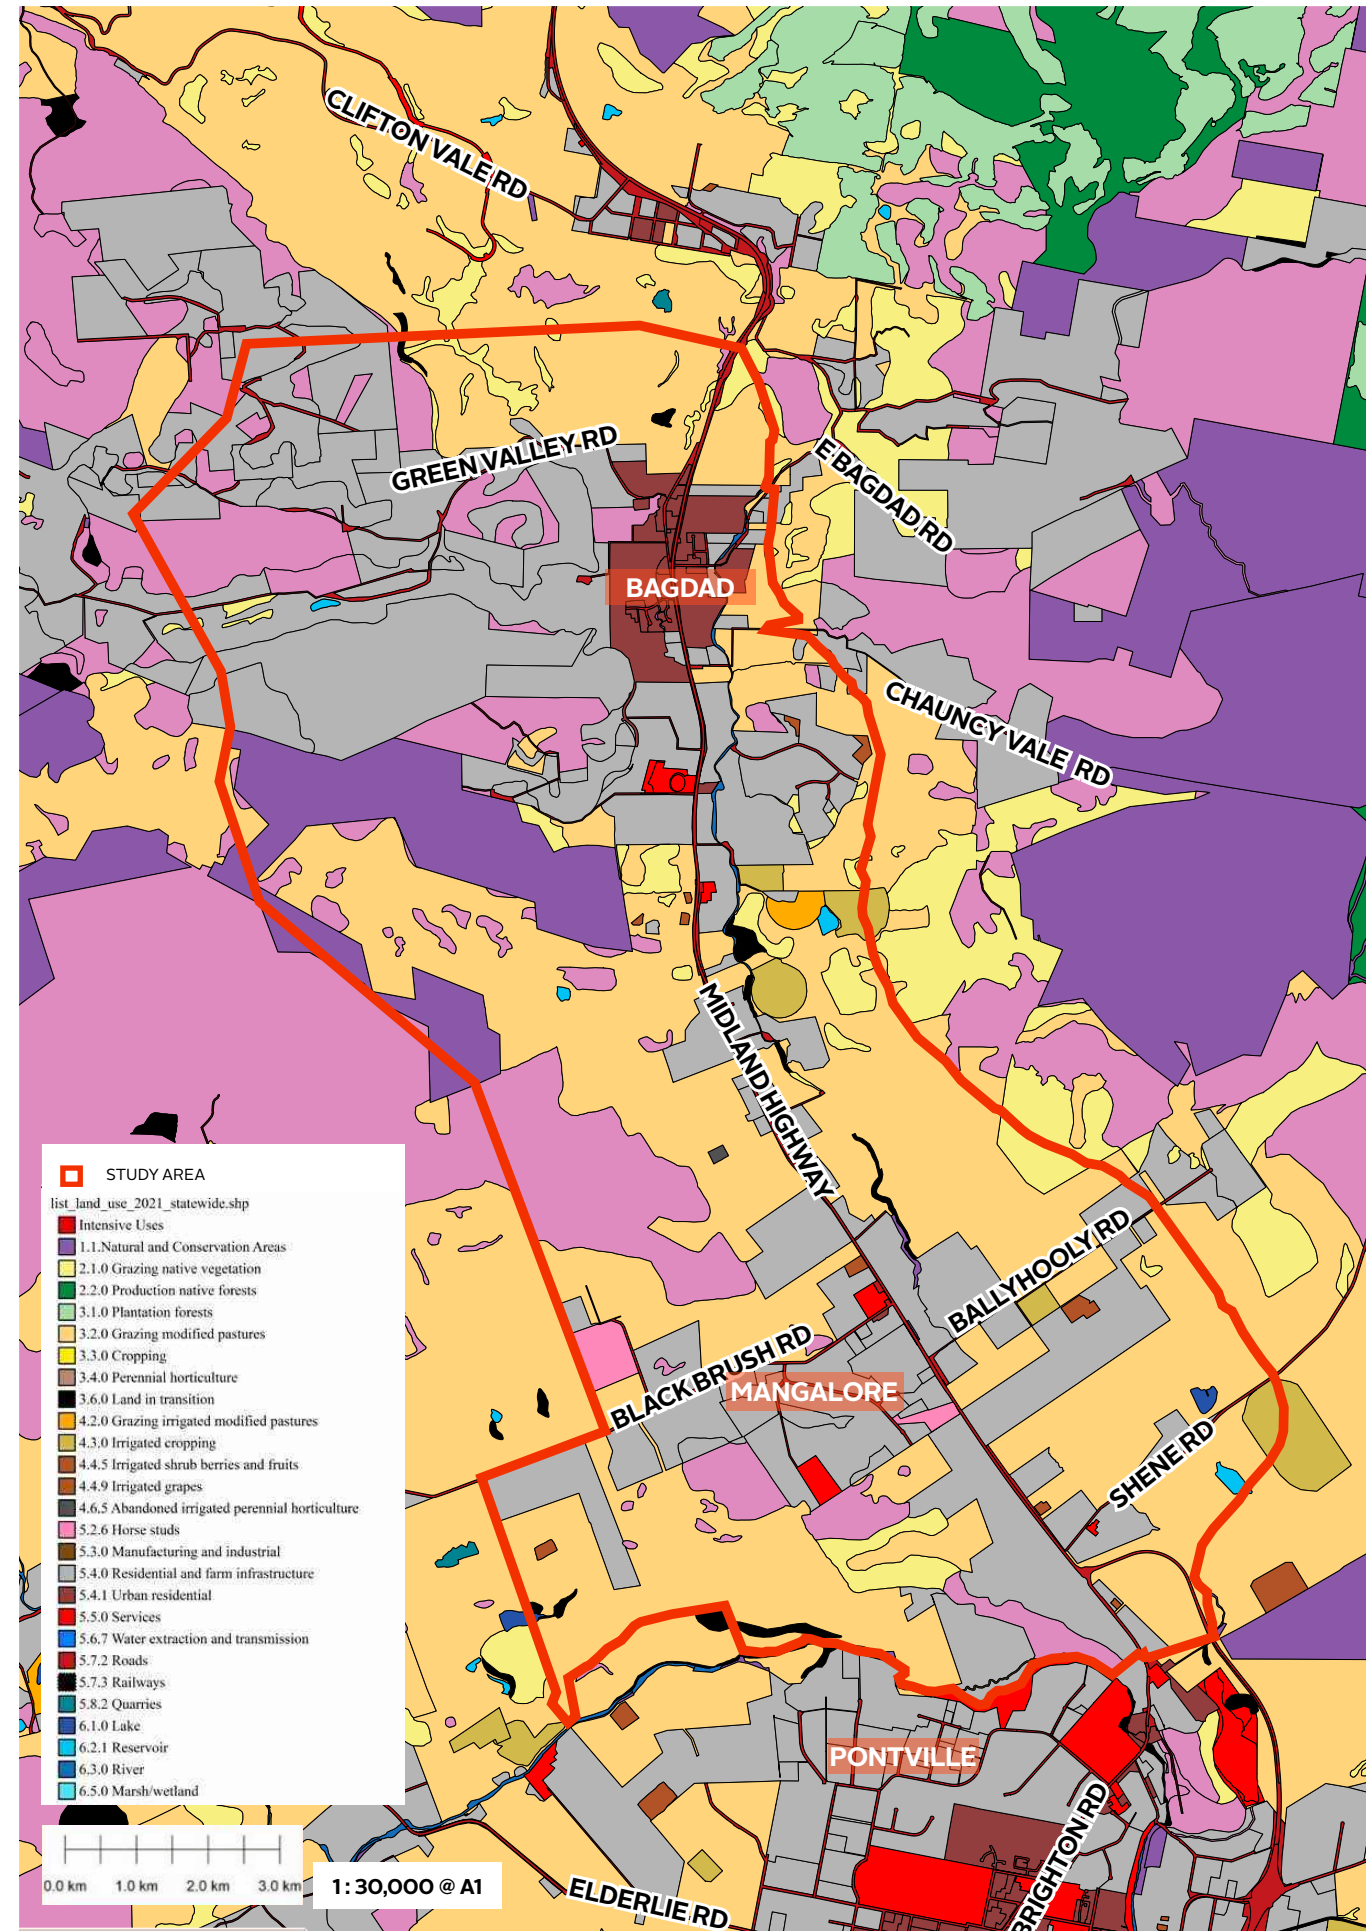 CLIFTON VALE RD
GREEN VALLEY RD
E BAGDAD RD
BAGDAD
CHAUNCY VALE RD
MIDLAND HIGHWAY
BALLYHOOLY RD
BLACK BRUSH RD
MANGALORE
SHENE RD
PONTVILLE
BRIGHTON RD
ELDERLIE RD
STUDY AREA
list_land_use_2021_statewide.shp
Intensive Uses
1.1.Natural and Conservation Areas
2.1.0 Grazing native vegetation
2.2.0 Production native forests
3.1.0 Plantation forests
3.2.0 Grazing modified pastures
3.3.0 Cropping
3.4.0 Perennial horticulture
3.6.0 Land in transition
4.2.0 Grazing irrigated modified pastures
4.3.0 Irrigated cropping
4.4.5 Irrigated shrub berries and fruits
4.4.9 Irrigated grapes
4.6.5 Abandoned irrigated perennial horticulture
5.2.6 Horse studs
5.3.0 Manufacturing and industrial
5.4.0 Residential and farm infrastructure
5.4.1 Urban residential
5.5.0 Services
5.6.7 Water extraction and transmission
5.7.2 Roads
5.7.3 Railways
5.8.2 Quarries
6.1.0 Lake
6.2.1 Reservoir
6.3.0 River
6.5.0 Marsh/wetland
0.0 km 1.0 km 2.0 km 3.0 km
1 : 30,000 @ A1